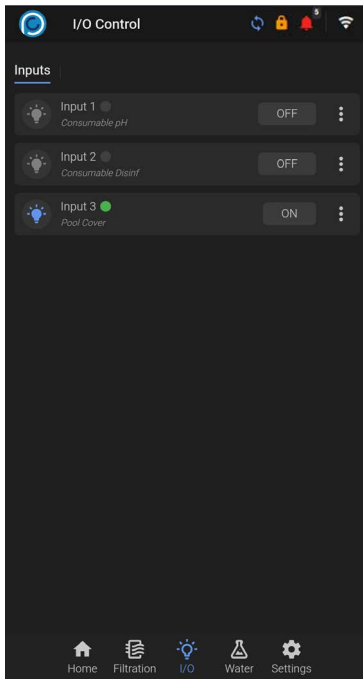 I/O Control
5
Inputs
Input 1
Consumable pH
OFF
Input 2
Consumable Disinf
OFF
Input 3
Pool Cover
ON
Home
Filtration
I/O
Water
Settings